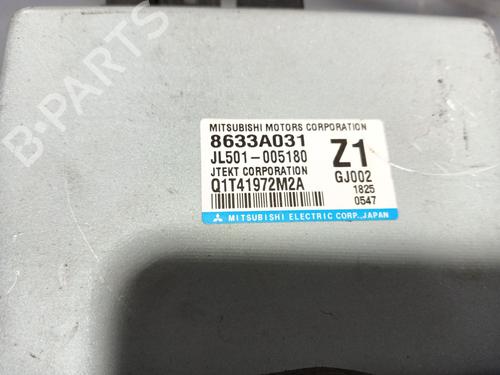 B-PARTS
MITSUBISHI MOTORS CORPORATION
8633A031
JL501-005180
Z1
JTEKT CORPORATION
GJ002
Q1T41972M2A
1825
0547
MITSUBISHI ELECTRIC CORP., JAPAN